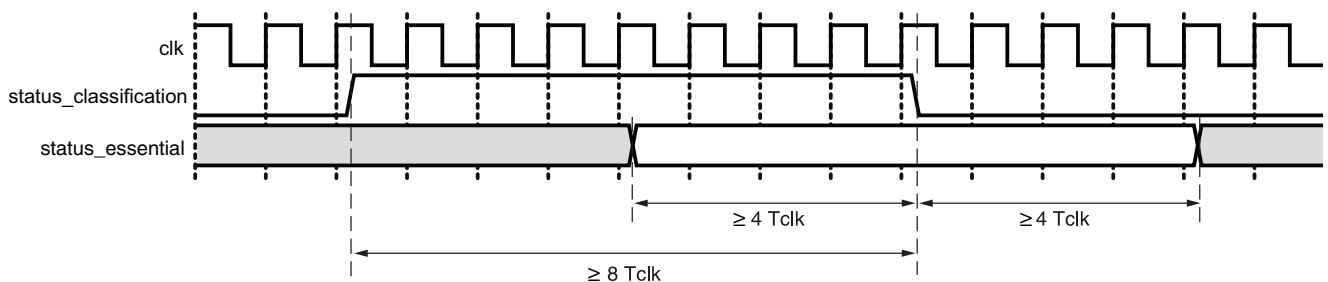 clk
status_classification
status_essential
≥ 4 Tclk
≥ 4 Tclk
≥ 8 Tclk